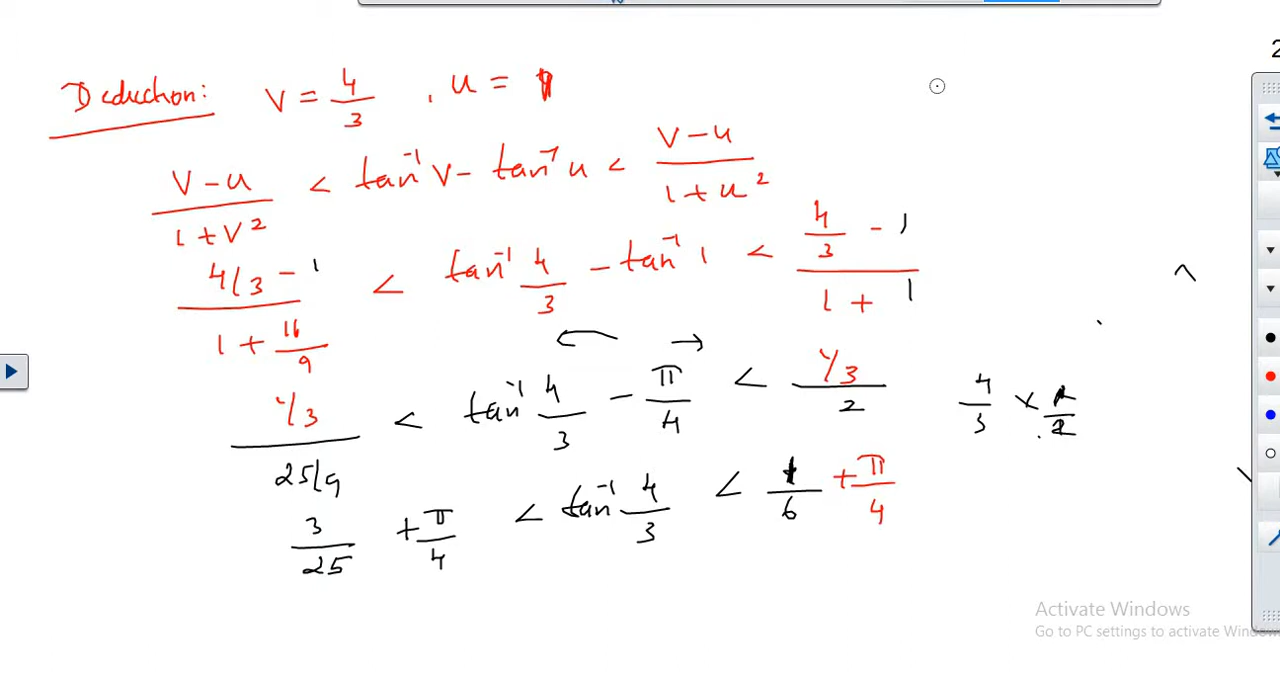 Deduction: v = 4/3 , u = 1
(v-u)/(1+v²) < tan⁻¹ v - tan⁻¹ u < (v-u)/(1+u²)
(4/3 - 1)/(1 + 16/9) < tan⁻¹ 4/3 - tan⁻¹ 1 < (4/3 - 1)/(1 + 1)
(1/3)/(25/9) < tan⁻¹ 4/3 - π/4 < (1/3)/2
4/3 ×
3/25 + π/4 < tan⁻¹ 4/3 < 1/6 + π/4
Activate Windows
Go to PC settings to activate Windows